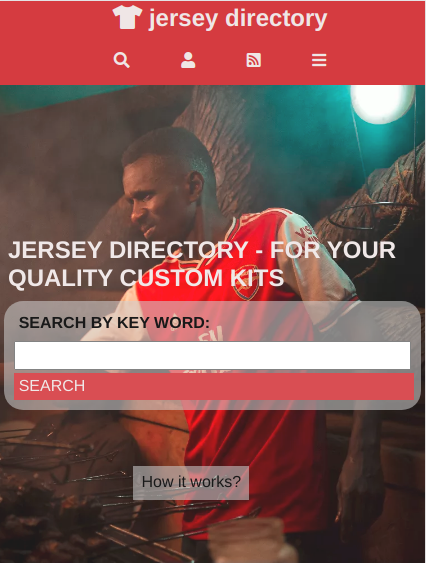 jersey directory
JERSEY DIRECTORY - FOR YOUR
QUALITY CUSTOM KITS
SEARCH BY KEY WORD:
SEARCH
How it works?